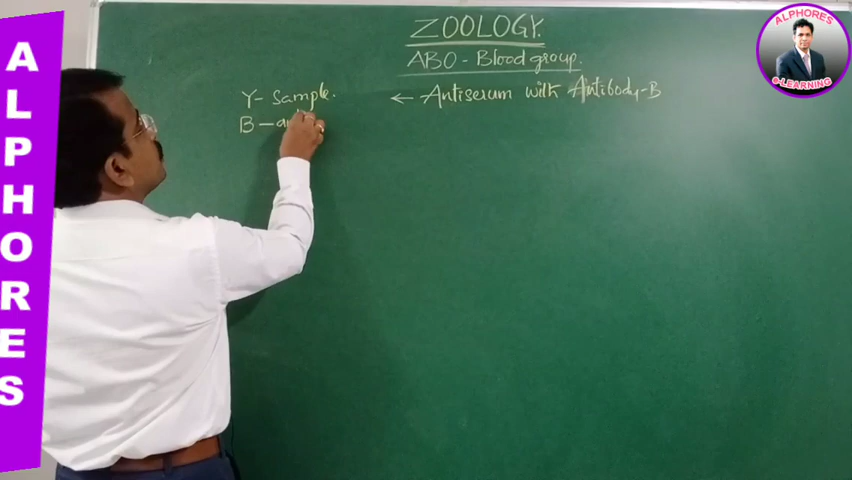 ALPHORES
ZOOLOGY.
ABO - Blood group.
Y - Sample.
← Antiserum with Antibody - B
B - a
ALPHORES
e-LEARNING